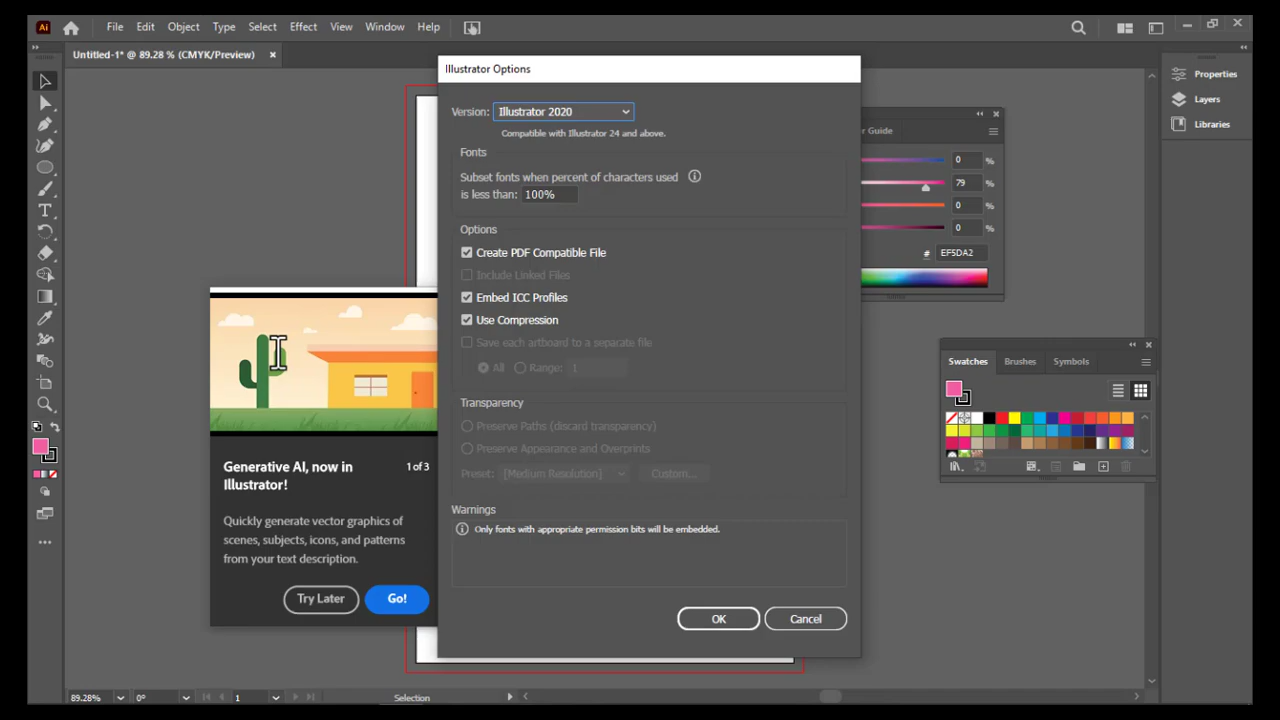 Ai File Edit Object Type Select Effect View Window Help
Untitled-1* @ 89.28 % (CMYK/Preview)
Illustrator Options
Version: Illustrator 2020
Compatible with Illustrator 24 and above.
Fonts
Subset fonts when percent of characters used
is less than: 100%
Options
Create PDF Compatible File
Include Linked Files
Embed ICC Profiles
Use Compression
Save each artboard to a separate file
All Range: 1
Transparency
Preserve Paths (discard transparency)
Preserve Appearance and Overprints
Preset: [Medium Resolution] Custom...
Warnings
Only fonts with appropriate permission bits will be embedded.
OK Cancel
Generative AI, now in 1 of 3
Illustrator!
Quickly generate vector graphics of
scenes, subjects, icons, and patterns
from your text description.
Try Later Go!
r Guide
0 %
79 %
0 %
0 %
# EF5DA2
Swatches Brushes Symbols
Properties
Layers
Libraries
89.28% 0° 1 Selection